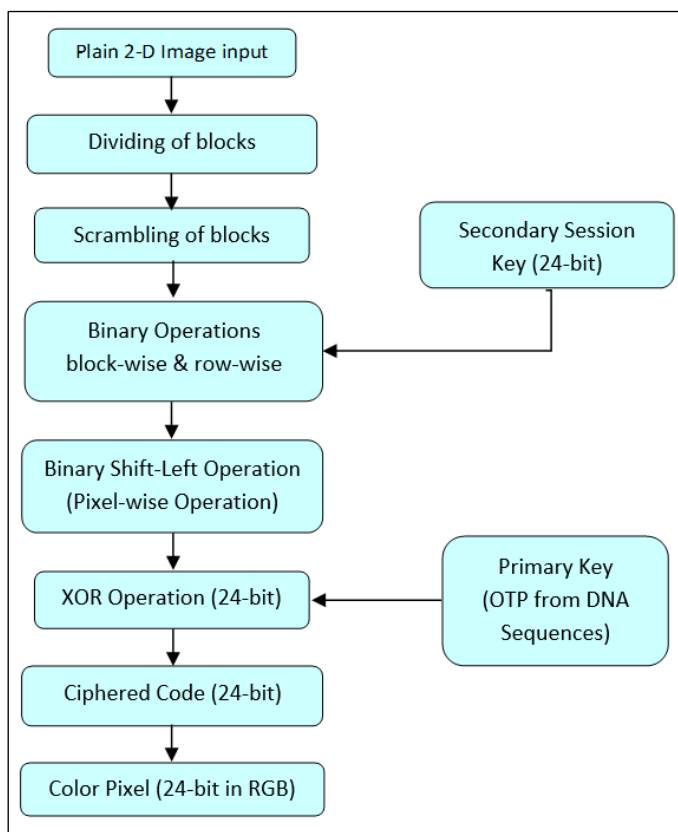 Plain 2-D Image input
Dividing of blocks
Scrambling of blocks
Secondary Session
Key (24-bit)
Binary Operations
block-wise & row-wise
Binary Shift-Left Operation
(Pixel-wise Operation)
XOR Operation (24-bit)
Primary Key
(OTP from DNA
Sequences)
Ciphered Code (24-bit)
Color Pixel (24-bit in RGB)